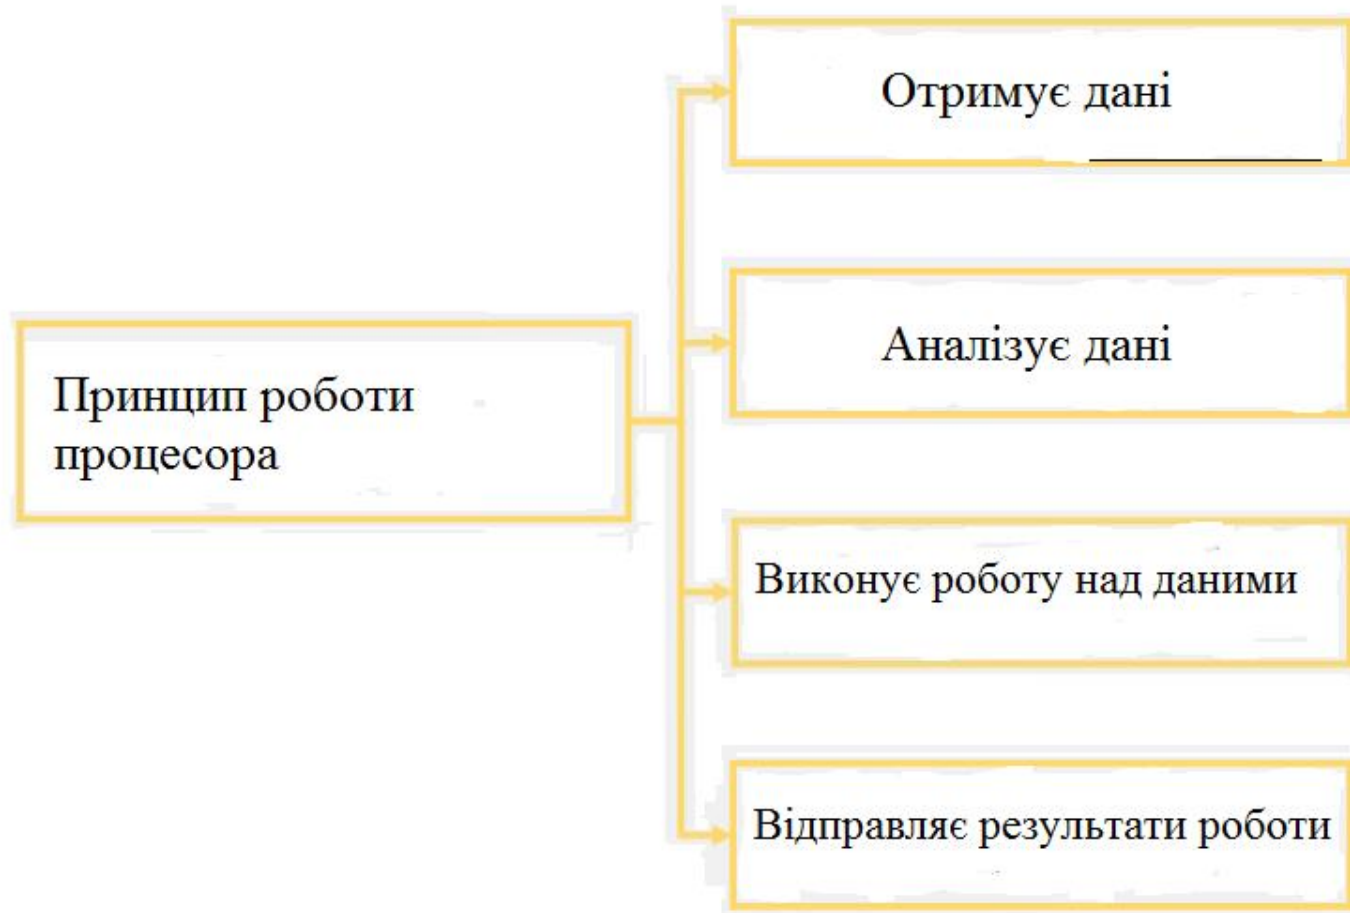 Принцип роботи
процесора
Отримує дані
Аналізує дані
Виконує роботу над даними
Відправляє результати роботи